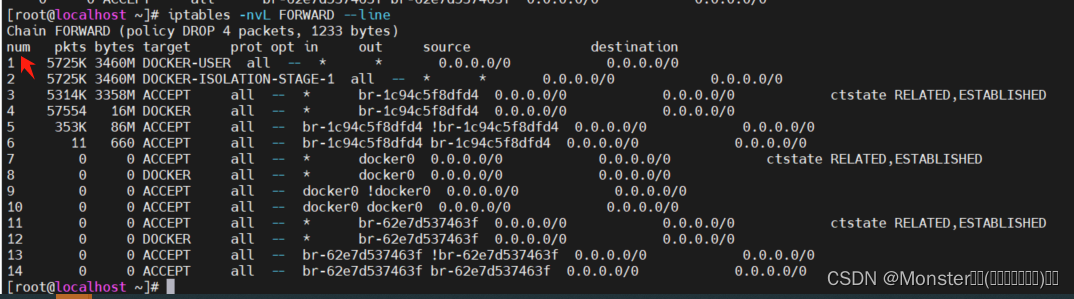 [root@localhost ~]# iptables -nvL FORWARD --line
Chain FORWARD (policy DROP 4 packets, 1233 bytes)
num   pkts bytes target     prot opt in     out     source               destination
1    5725K 3460M DOCKER-USER  all  --  *      *       0.0.0.0/0            0.0.0.0/0
2    5725K 3460M DOCKER-ISOLATION-STAGE-1  all  --  *      *       0.0.0.0/0            0.0.0.0/0
3    5314K 3358M ACCEPT     all  --  *      br-1c94c5f8dfd4  0.0.0.0/0            0.0.0.0/0            ctstate RELATED,ESTABLISHED
4    57554   16M DOCKER     all  --  *      br-1c94c5f8dfd4  0.0.0.0/0            0.0.0.0/0
5     353K   86M ACCEPT     all  --  br-1c94c5f8dfd4 !br-1c94c5f8dfd4  0.0.0.0/0            0.0.0.0/0
6       11   660 ACCEPT     all  --  br-1c94c5f8dfd4 br-1c94c5f8dfd4  0.0.0.0/0            0.0.0.0/0
7        0     0 ACCEPT     all  --  *      docker0  0.0.0.0/0            0.0.0.0/0            ctstate RELATED,ESTABLISHED
8        0     0 DOCKER     all  --  *      docker0  0.0.0.0/0            0.0.0.0/0
9        0     0 ACCEPT     all  --  docker0 !docker0  0.0.0.0/0            0.0.0.0/0
10       0     0 ACCEPT     all  --  docker0 docker0  0.0.0.0/0            0.0.0.0/0
11       0     0 ACCEPT     all  --  *      br-62e7d537463f  0.0.0.0/0            0.0.0.0/0            ctstate RELATED,ESTABLISHED
12       0     0 DOCKER     all  --  *      br-62e7d537463f  0.0.0.0/0            0.0.0.0/0
13       0     0 ACCEPT     all  --  br-62e7d537463f !br-62e7d537463f  0.0.0.0/0            0.0.0.0/0
14       0     0 ACCEPT     all  --  br-62e7d537463f br-62e7d537463f  0.0.0.0/0            0.0.0.0/0
[root@localhost ~]#
CSDN @Monster